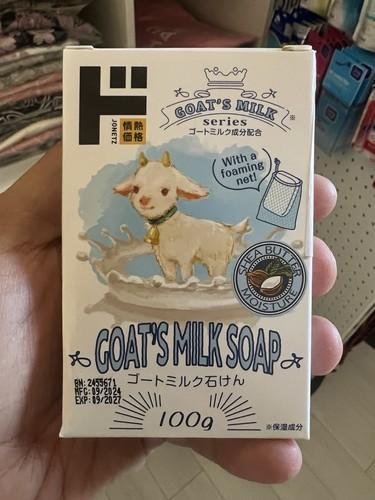 ド
JONETZ
情熱
価格
GOAT'S MILK
series
ゴートミルク成分配合
※
With a
foaming
net!
SHEA BUTTER
MOISTURE
GOAT'S MILK SOAP
ゴートミルク石けん
BN: 2455671
MFG: 09/2024
EXP: 09/2027
100g
※保湿成分